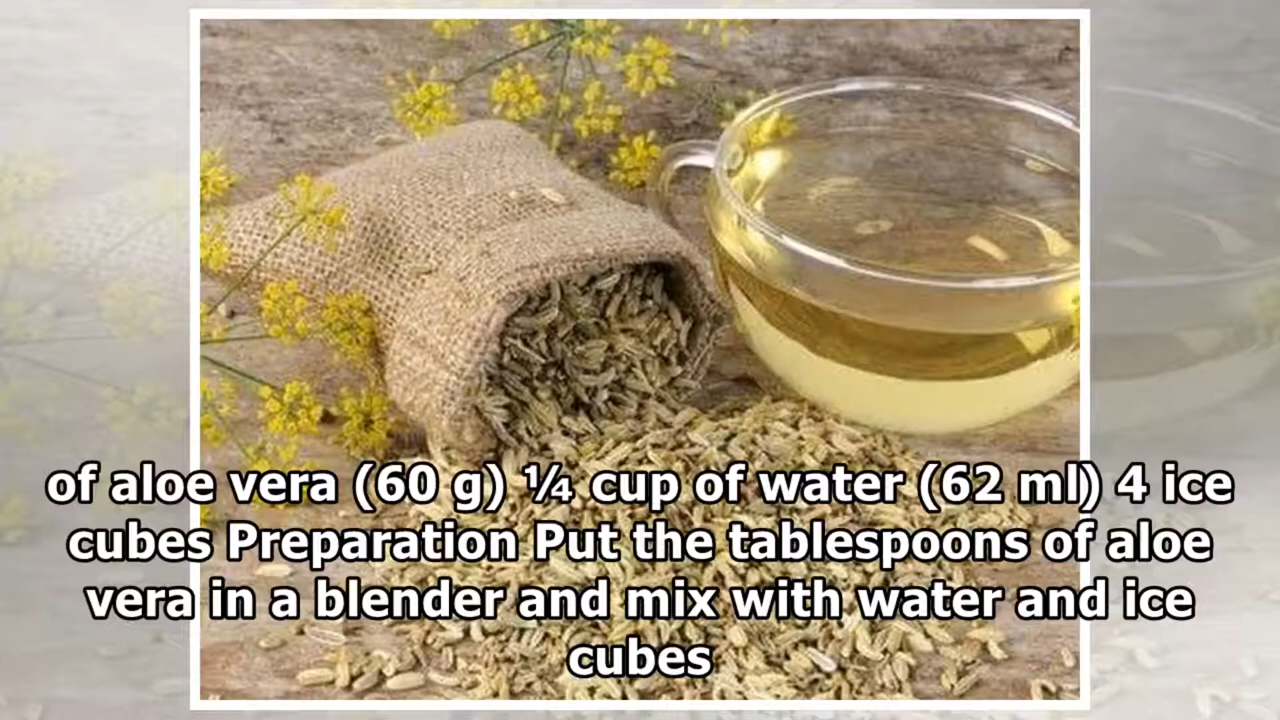 of aloe vera (60 g) ¼ cup of water (62 ml) 4 ice
cubes Preparation Put the tablespoons of aloe
vera in a blender and mix with water and ice
cubes